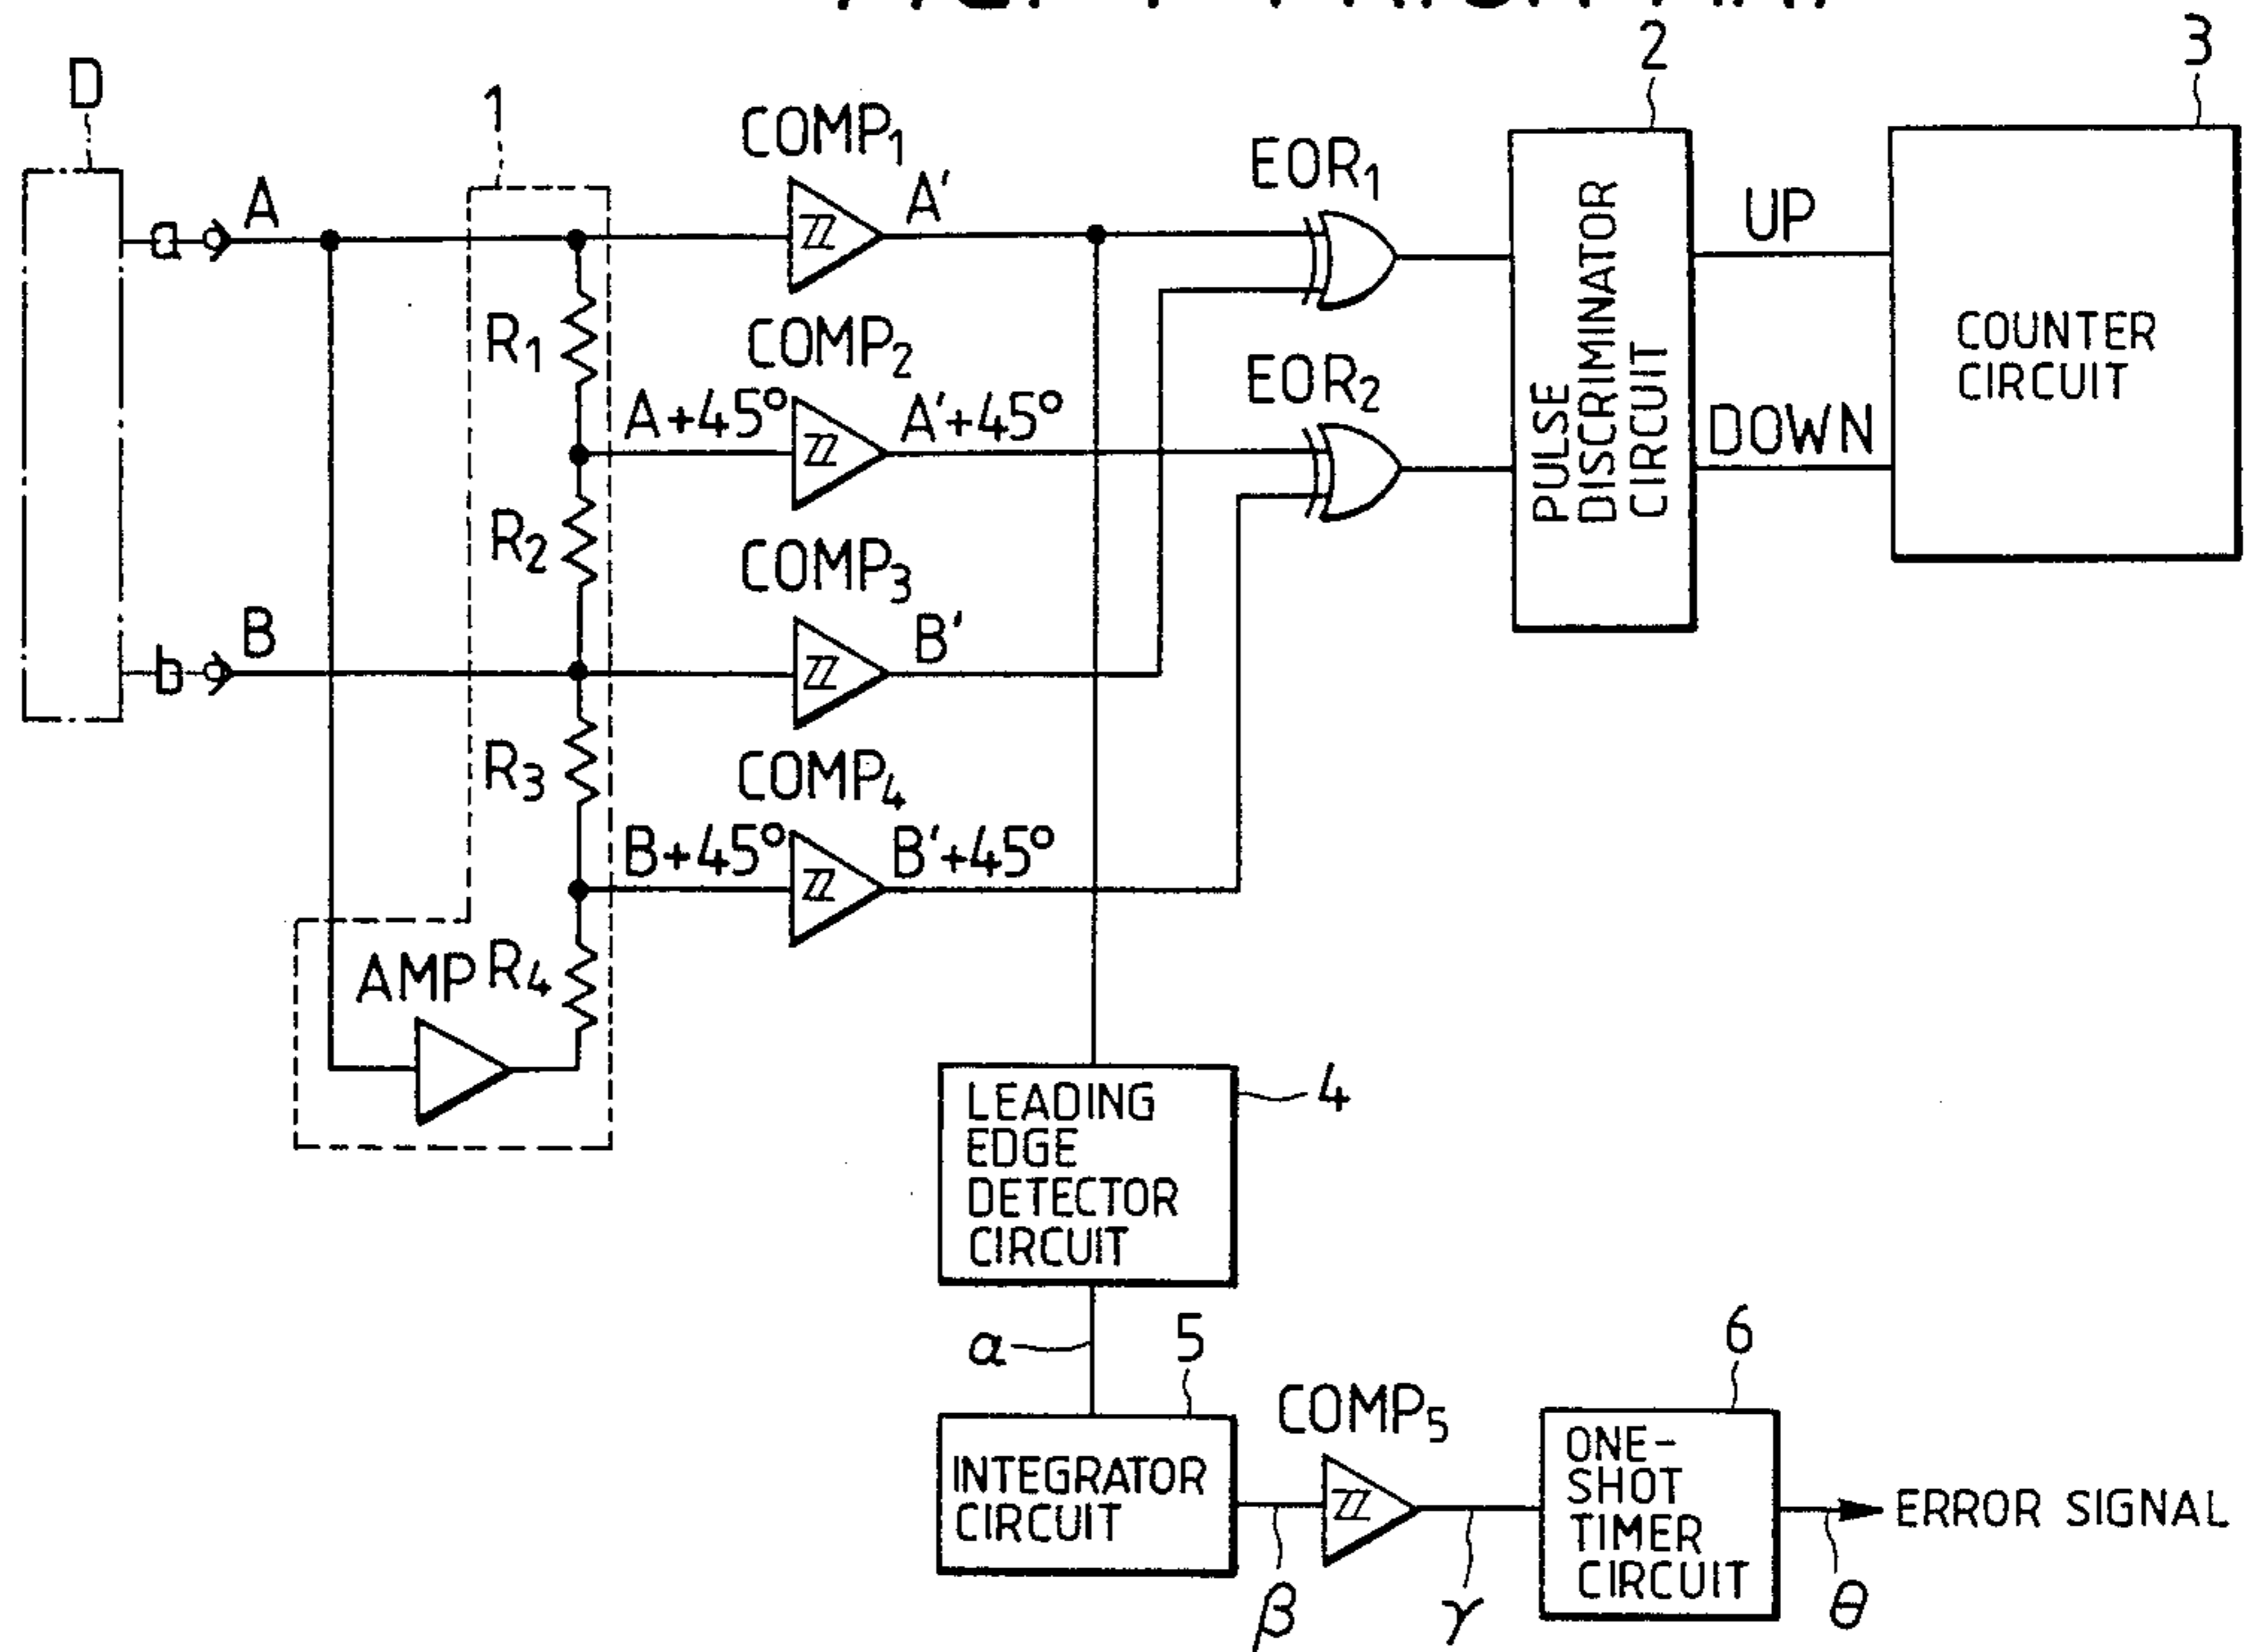 D
1
2
3
a
A
COMP1
A'
EOR1
UP
R1
COMP2
A+45°
A'+45°
EOR2
PULSE
DISCRIMINATOR
CIRCUIT
DOWN
COUNTER
CIRCUIT
R2
COMP3
b
B
B'
R3
COMP4
B+45°
B'+45°
AMP
R4
LEADING
EDGE
DETECTOR
CIRCUIT
4
α
5
INTEGRATOR
CIRCUIT
COMP5
6
ONE-
SHOT
TIMER
CIRCUIT
ERROR SIGNAL
β
γ
θ